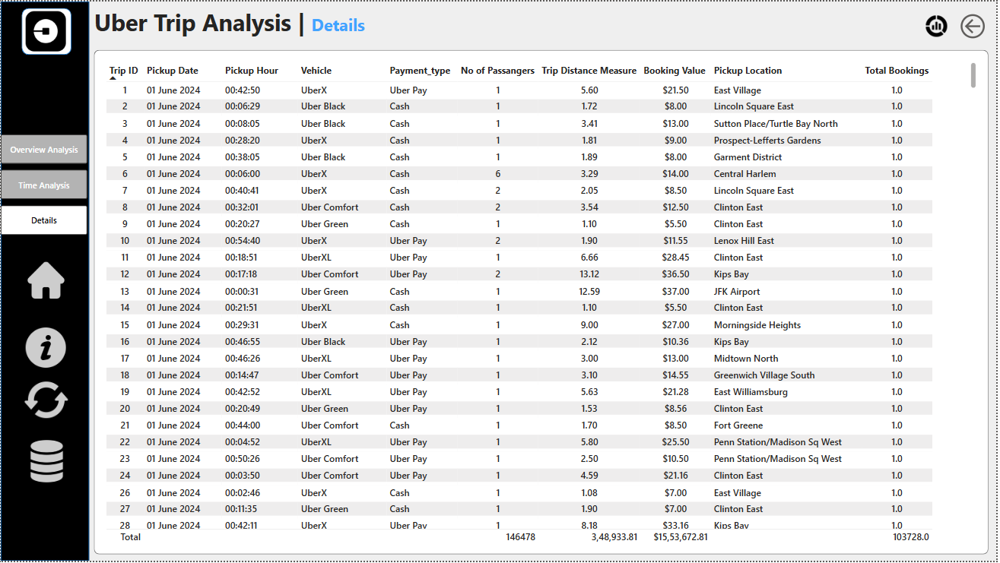 Uber Trip Analysis | Details
Overview Analysis
Time Analysis
Details
Trip ID Pickup Date Pickup Hour Vehicle Payment_type No of Passangers Trip Distance Measure Booking Value Pickup Location Total Bookings
1 01 June 2024 00:42:50 UberX Uber Pay 1 5.60 $21.50 East Village 1.0
2 01 June 2024 00:06:29 Uber Black Cash 1 1.72 $8.00 Lincoln Square East 1.0
3 01 June 2024 00:08:05 Uber Black Cash 1 3.41 $13.00 Sutton Place/Turtle Bay North 1.0
4 01 June 2024 00:28:20 UberX Cash 1 1.81 $9.00 Prospect-Lefferts Gardens 1.0
5 01 June 2024 00:38:05 Uber Black Cash 1 1.89 $8.00 Garment District 1.0
6 01 June 2024 00:06:00 UberX Cash 6 3.29 $14.00 Central Harlem 1.0
7 01 June 2024 00:40:41 UberX Cash 2 2.05 $8.50 Lincoln Square East 1.0
8 01 June 2024 00:32:01 Uber Comfort Cash 2 3.54 $12.50 Clinton East 1.0
9 01 June 2024 00:20:27 Uber Green Cash 1 1.10 $5.50 Clinton East 1.0
10 01 June 2024 00:54:40 UberX Uber Pay 2 1.90 $11.55 Lenox Hill East 1.0
11 01 June 2024 00:18:51 UberXL Uber Pay 1 6.66 $28.45 Clinton East 1.0
12 01 June 2024 00:17:18 Uber Comfort Uber Pay 2 13.12 $36.50 Kips Bay 1.0
13 01 June 2024 00:00:31 Uber Green Cash 1 12.59 $37.00 JFK Airport 1.0
14 01 June 2024 00:21:51 UberXL Cash 1 1.10 $5.50 Clinton East 1.0
15 01 June 2024 00:29:31 UberX Cash 1 9.00 $27.00 Morningside Heights 1.0
16 01 June 2024 00:46:55 Uber Black Uber Pay 1 2.12 $10.36 Kips Bay 1.0
17 01 June 2024 00:46:26 UberXL Uber Pay 1 3.00 $13.00 Midtown North 1.0
18 01 June 2024 00:14:47 Uber Comfort Uber Pay 1 3.10 $14.55 Greenwich Village South 1.0
19 01 June 2024 00:42:52 UberXL Uber Pay 1 5.63 $21.28 East Williamsburg 1.0
20 01 June 2024 00:20:49 Uber Green Uber Pay 1 1.53 $8.56 Clinton East 1.0
21 01 June 2024 00:44:00 Uber Comfort Cash 1 1.70 $8.50 Fort Greene 1.0
22 01 June 2024 00:04:52 UberXL Uber Pay 1 5.80 $25.50 Penn Station/Madison Sq West 1.0
23 01 June 2024 00:50:26 Uber Comfort Uber Pay 1 2.50 $10.50 Penn Station/Madison Sq West 1.0
24 01 June 2024 00:03:50 Uber Comfort Uber Pay 1 4.59 $21.16 Clinton East 1.0
26 01 June 2024 00:02:46 UberX Cash 1 1.08 $7.00 East Village 1.0
27 01 June 2024 00:11:35 Uber Green Cash 1 1.90 $7.00 Clinton East 1.0
28 01 June 2024 00:42:11 UberX Uber Pay 1 8.18 $33.16 Kips Bay 1.0
Total 146478 3,48,933.81 $15,53,672.81 103728.0